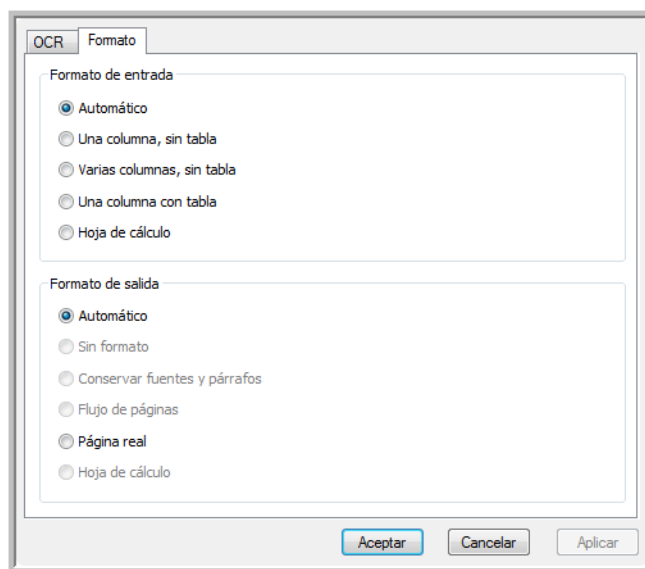 OCR Formato
Formato de entrada
Automático
Una columna, sin tabla
Varias columnas, sin tabla
Una columna con tabla
Hoja de cálculo
Formato de salida
Automático
Sin formato
Conservar fuentes y párrafos
Flujo de páginas
Página real
Hoja de cálculo
Aceptar Cancelar Aplicar